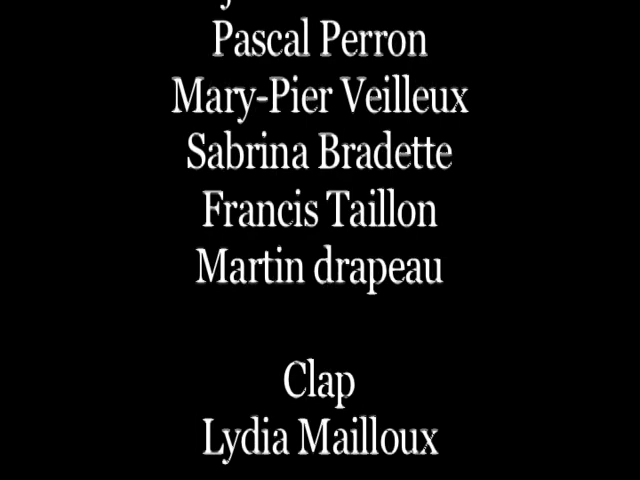 Pascal Perron
Mary-Pier Veilleux
Sabrina Bradette
Francis Taillon
Martin drapeau
Clap
Lydia Mailloux